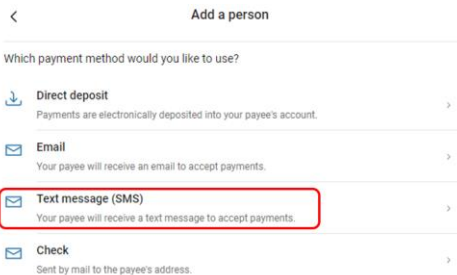 Add a person
Which payment method would you like to use?
Direct deposit
Payments are electronically deposited into your payee's account.
Email
Your payee will receive an email to accept payments.
Text message (SMS)
Your payee will receive a text message to accept payments.
Check
Sent by mail to the payee's address.